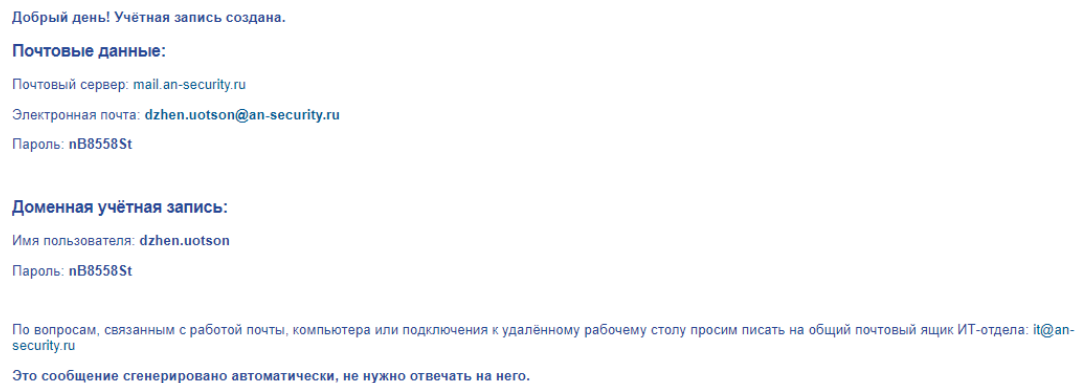 Добрый день! Учётная запись создана.
Почтовые данные:
Почтовый сервер: mail.an-security.ru
Электронная почта: dzhen.uotson@an-security.ru
Пароль: nB8558St
Доменная учётная запись:
Имя пользователя: dzhen.uotson
Пароль: nB8558St
По вопросам, связанным с работой почты, компьютера или подключения к удалённому рабочему столу просим писать на общий почтовый ящик ИТ-отдела: it@an-
security.ru
Это сообщение сгенерировано автоматически, не нужно отвечать на него.